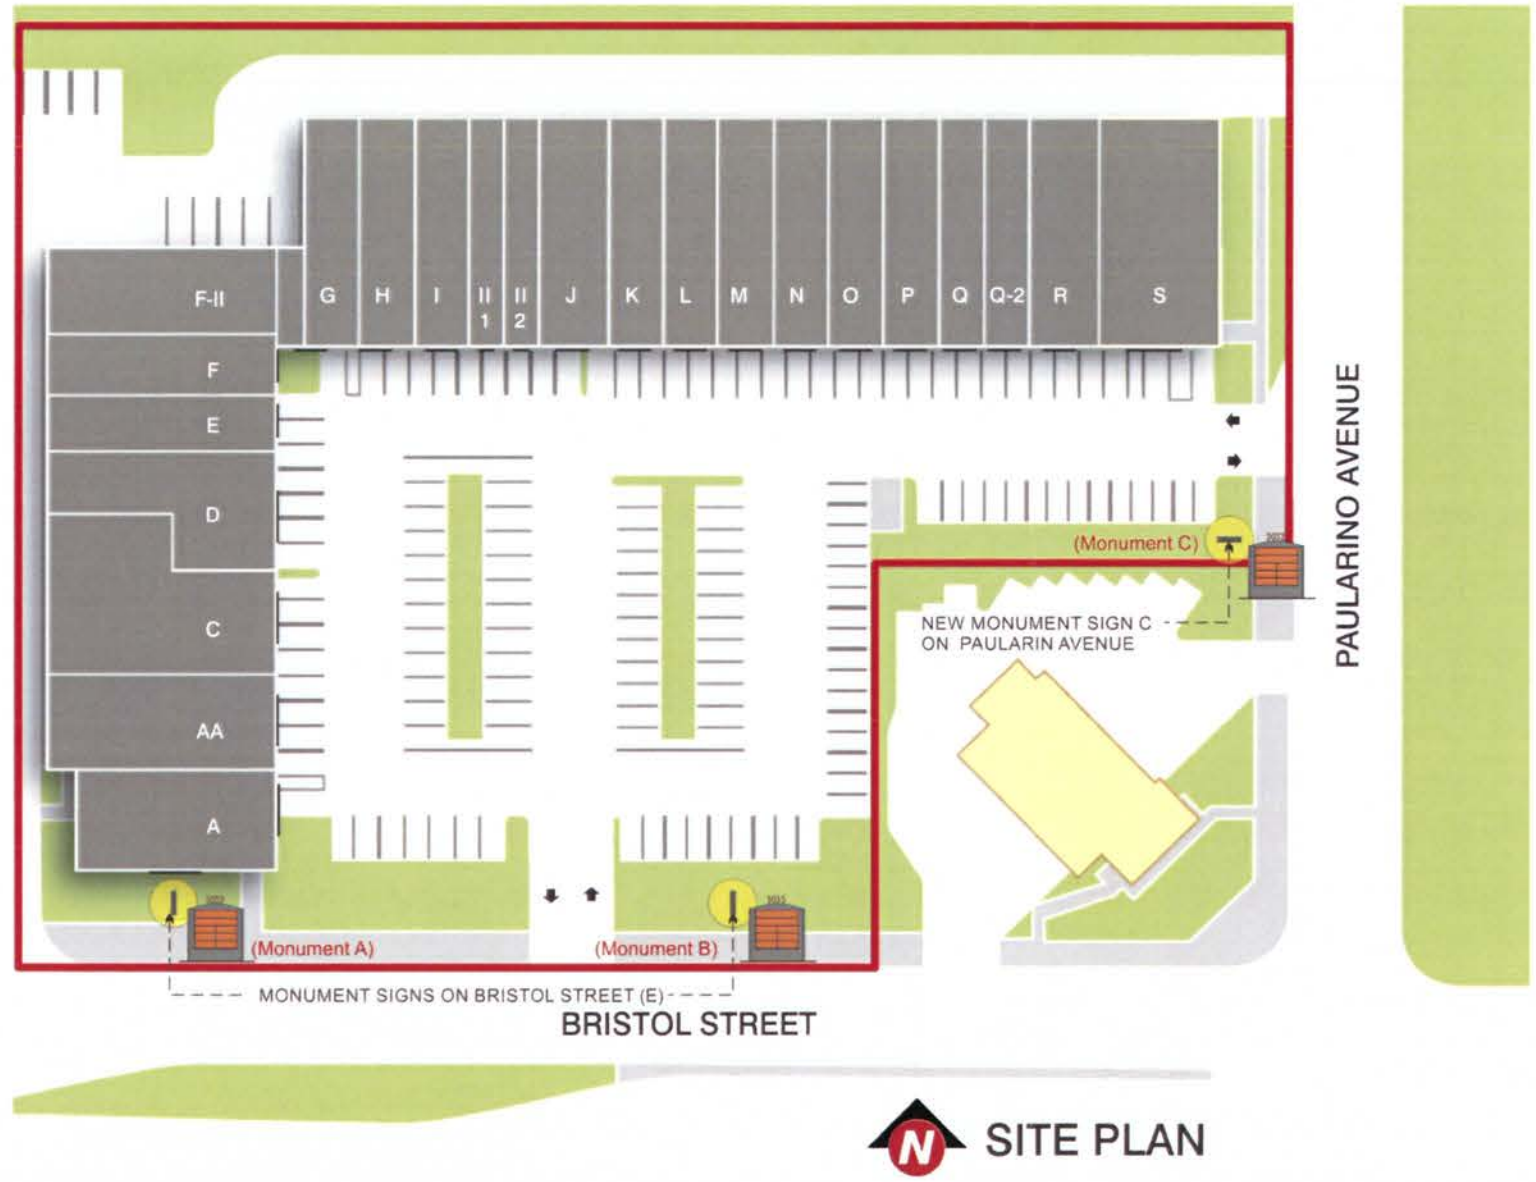 F-II
G H I II 1 II 2 J K L M N O P Q Q-2 R S
F
E
D
C
AA
A
(Monument C)
NEW MONUMENT SIGN C
ON PAULARIN AVENUE
PAULARINO AVENUE
(Monument A)
(Monument B)
MONUMENT SIGNS ON BRISTOL STREET (E)
BRISTOL STREET
N
SITE PLAN